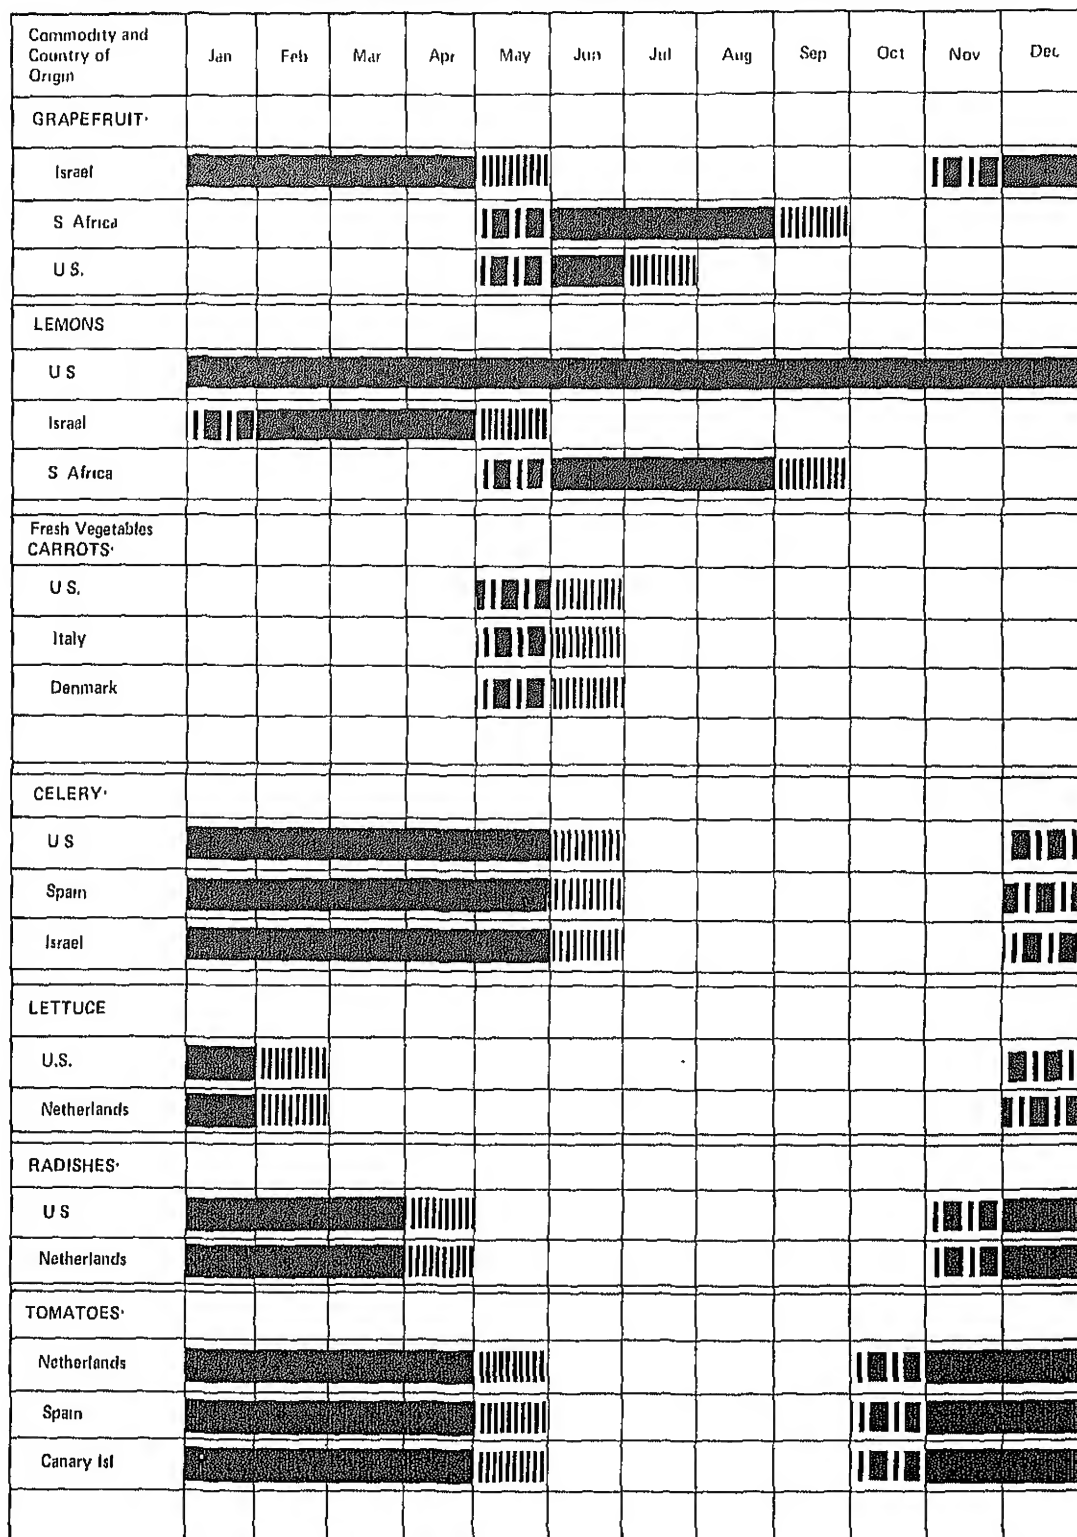 Commodity and
Country of
Origin
Jan Feb Mar Apr May Jun Jul Aug Sep Oct Nov Dec
GRAPEFRUIT·
Israel
S Africa
U S.
LEMONS
U S
Israel
S Africa
Fresh Vegetables
CARROTS·
U S.
Italy
Denmark
CELERY·
U S
Spain
Israel
LETTUCE
U.S.
Netherlands
RADISHES·
U S
Netherlands
TOMATOES·
Netherlands
Spain
Canary Isl